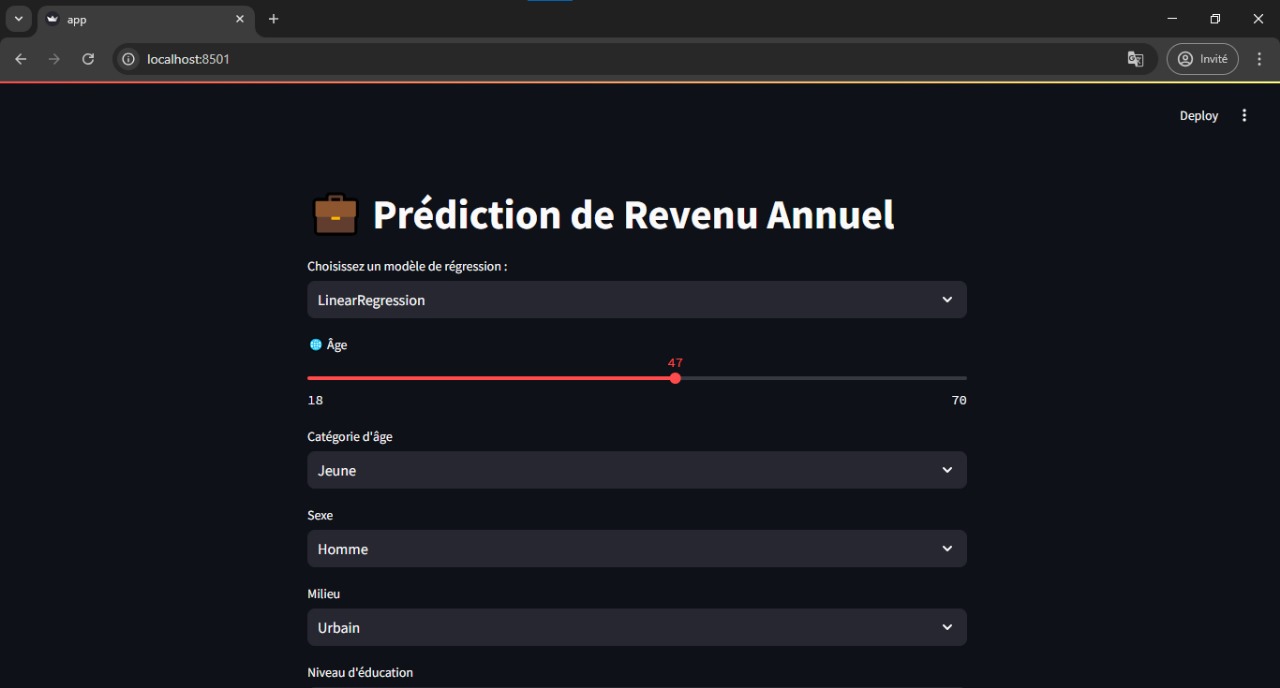 app
localhost:8501
Invité
Deploy
Prédiction de Revenu Annuel
Choisissez un modèle de régression :
LinearRegression
Âge
47
18 70
Catégorie d'âge
Jeune
Sexe
Homme
Milieu
Urbain
Niveau d'éducation